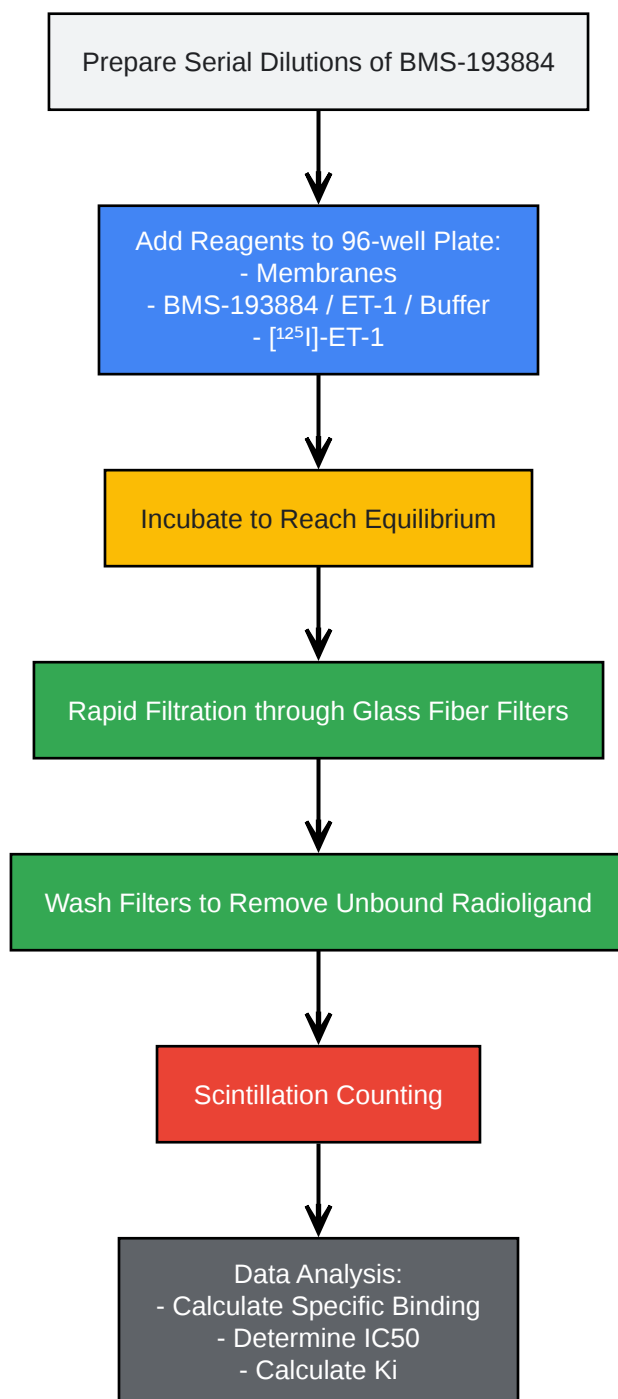 Prepare Serial Dilutions of BMS-193884
Add Reagents to 96-well Plate:
- Membranes
- BMS-193884 / ET-1 / Buffer
- [¹²⁵I]-ET-1
Incubate to Reach Equilibrium
Rapid Filtration through Glass Fiber Filters
Wash Filters to Remove Unbound Radioligand
Scintillation Counting
Data Analysis:
- Calculate Specific Binding
- Determine IC50
- Calculate Ki